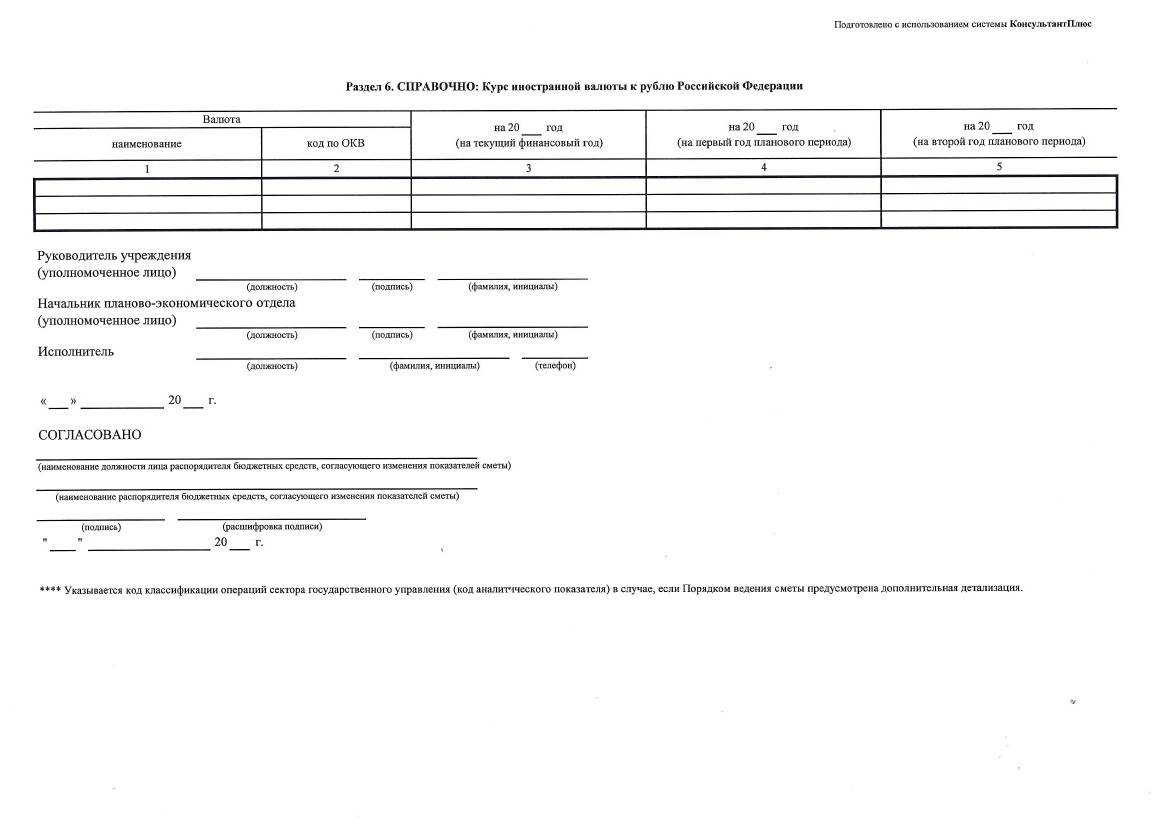 Подготовлено с использованием системы КонсультантПлюс
Раздел 6. СПРАВОЧНО: Курс иностранной валюты к рублю Российской Федерации
Валюта
на 20 ___ год
на 20 ___ год
на 20 ___ год
наименование
код по ОКВ
(на текущий финансовый год)
(на первый год планового периода)
(на второй год планового периода)
1 2 3 4 5
Руководитель учреждения
(уполномоченное лицо)
(должность) (подпись) (фамилия, инициалы)
Начальник планово-экономического отдела
(уполномоченное лицо)
(должность) (подпись) (фамилия, инициалы)
Исполнитель
(должность) (фамилия, инициалы) (телефон)
« ___ » ____________ 20 ___ г.
СОГЛАСОВАНО
(наименование должности лица распорядителя бюджетных средств, согласующего изменения показателей сметы)
(наименование распорядителя бюджетных средств, согласующего изменения показателей сметы)
(подпись) (расшифровка подписи)
" ___ " ____________ 20 ___ г.
**** Указывается код классификации операций сектора государственного управления (код аналитического показателя) в случае, если Порядком ведения сметы предусмотрена дополнительная детализация.